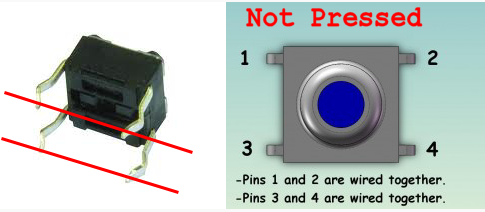 Not Pressed
1 2
3 4
-Pins 1 and 2 are wired together.
-Pins 3 and 4 are wired together.